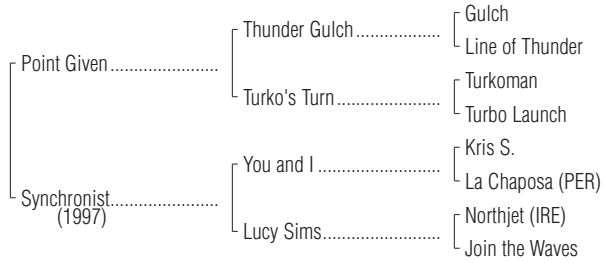 Gulch
Thunder Gulch
Line of Thunder
Point Given
Turkoman
Turko's Turn
Turbo Launch
Kris S.
You and I
La Chaposa (PER)
Synchronist
(1997)
Northjet (IRE)
Lucy Sims
Join the Waves